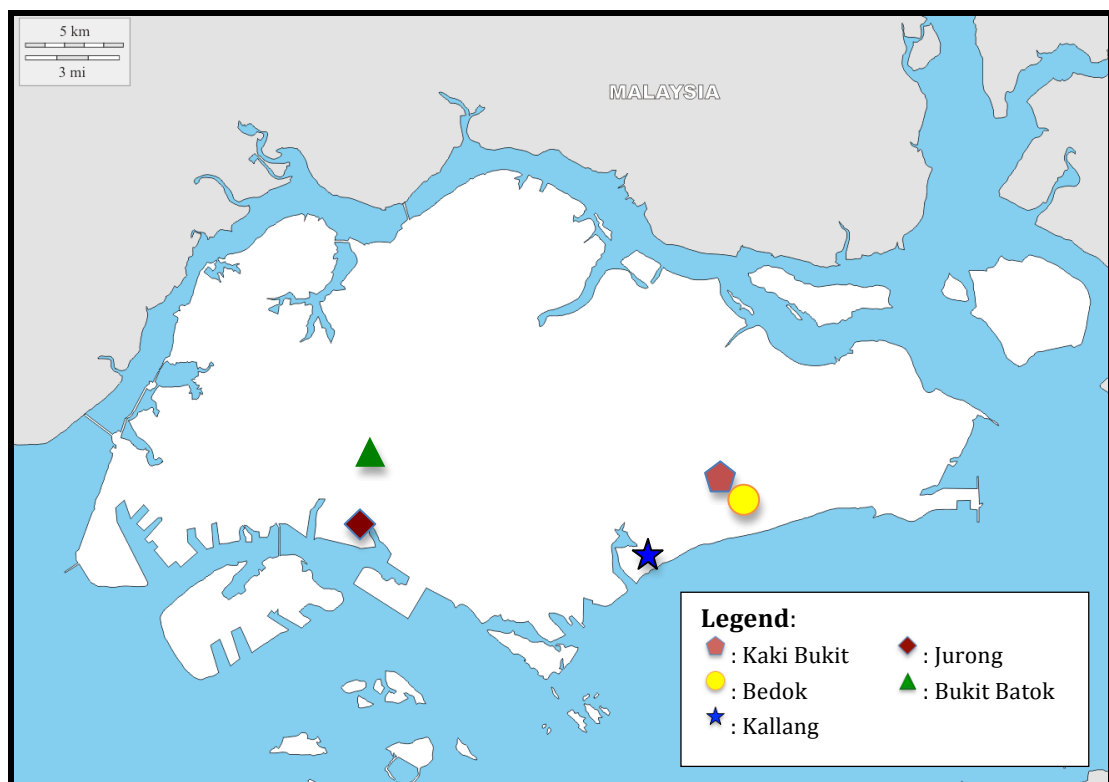 5 km
3 mi
MALAYSIA
Legend:
: Kaki Bukit
: Jurong
: Bedok
: Bukit Batok
: Kallang